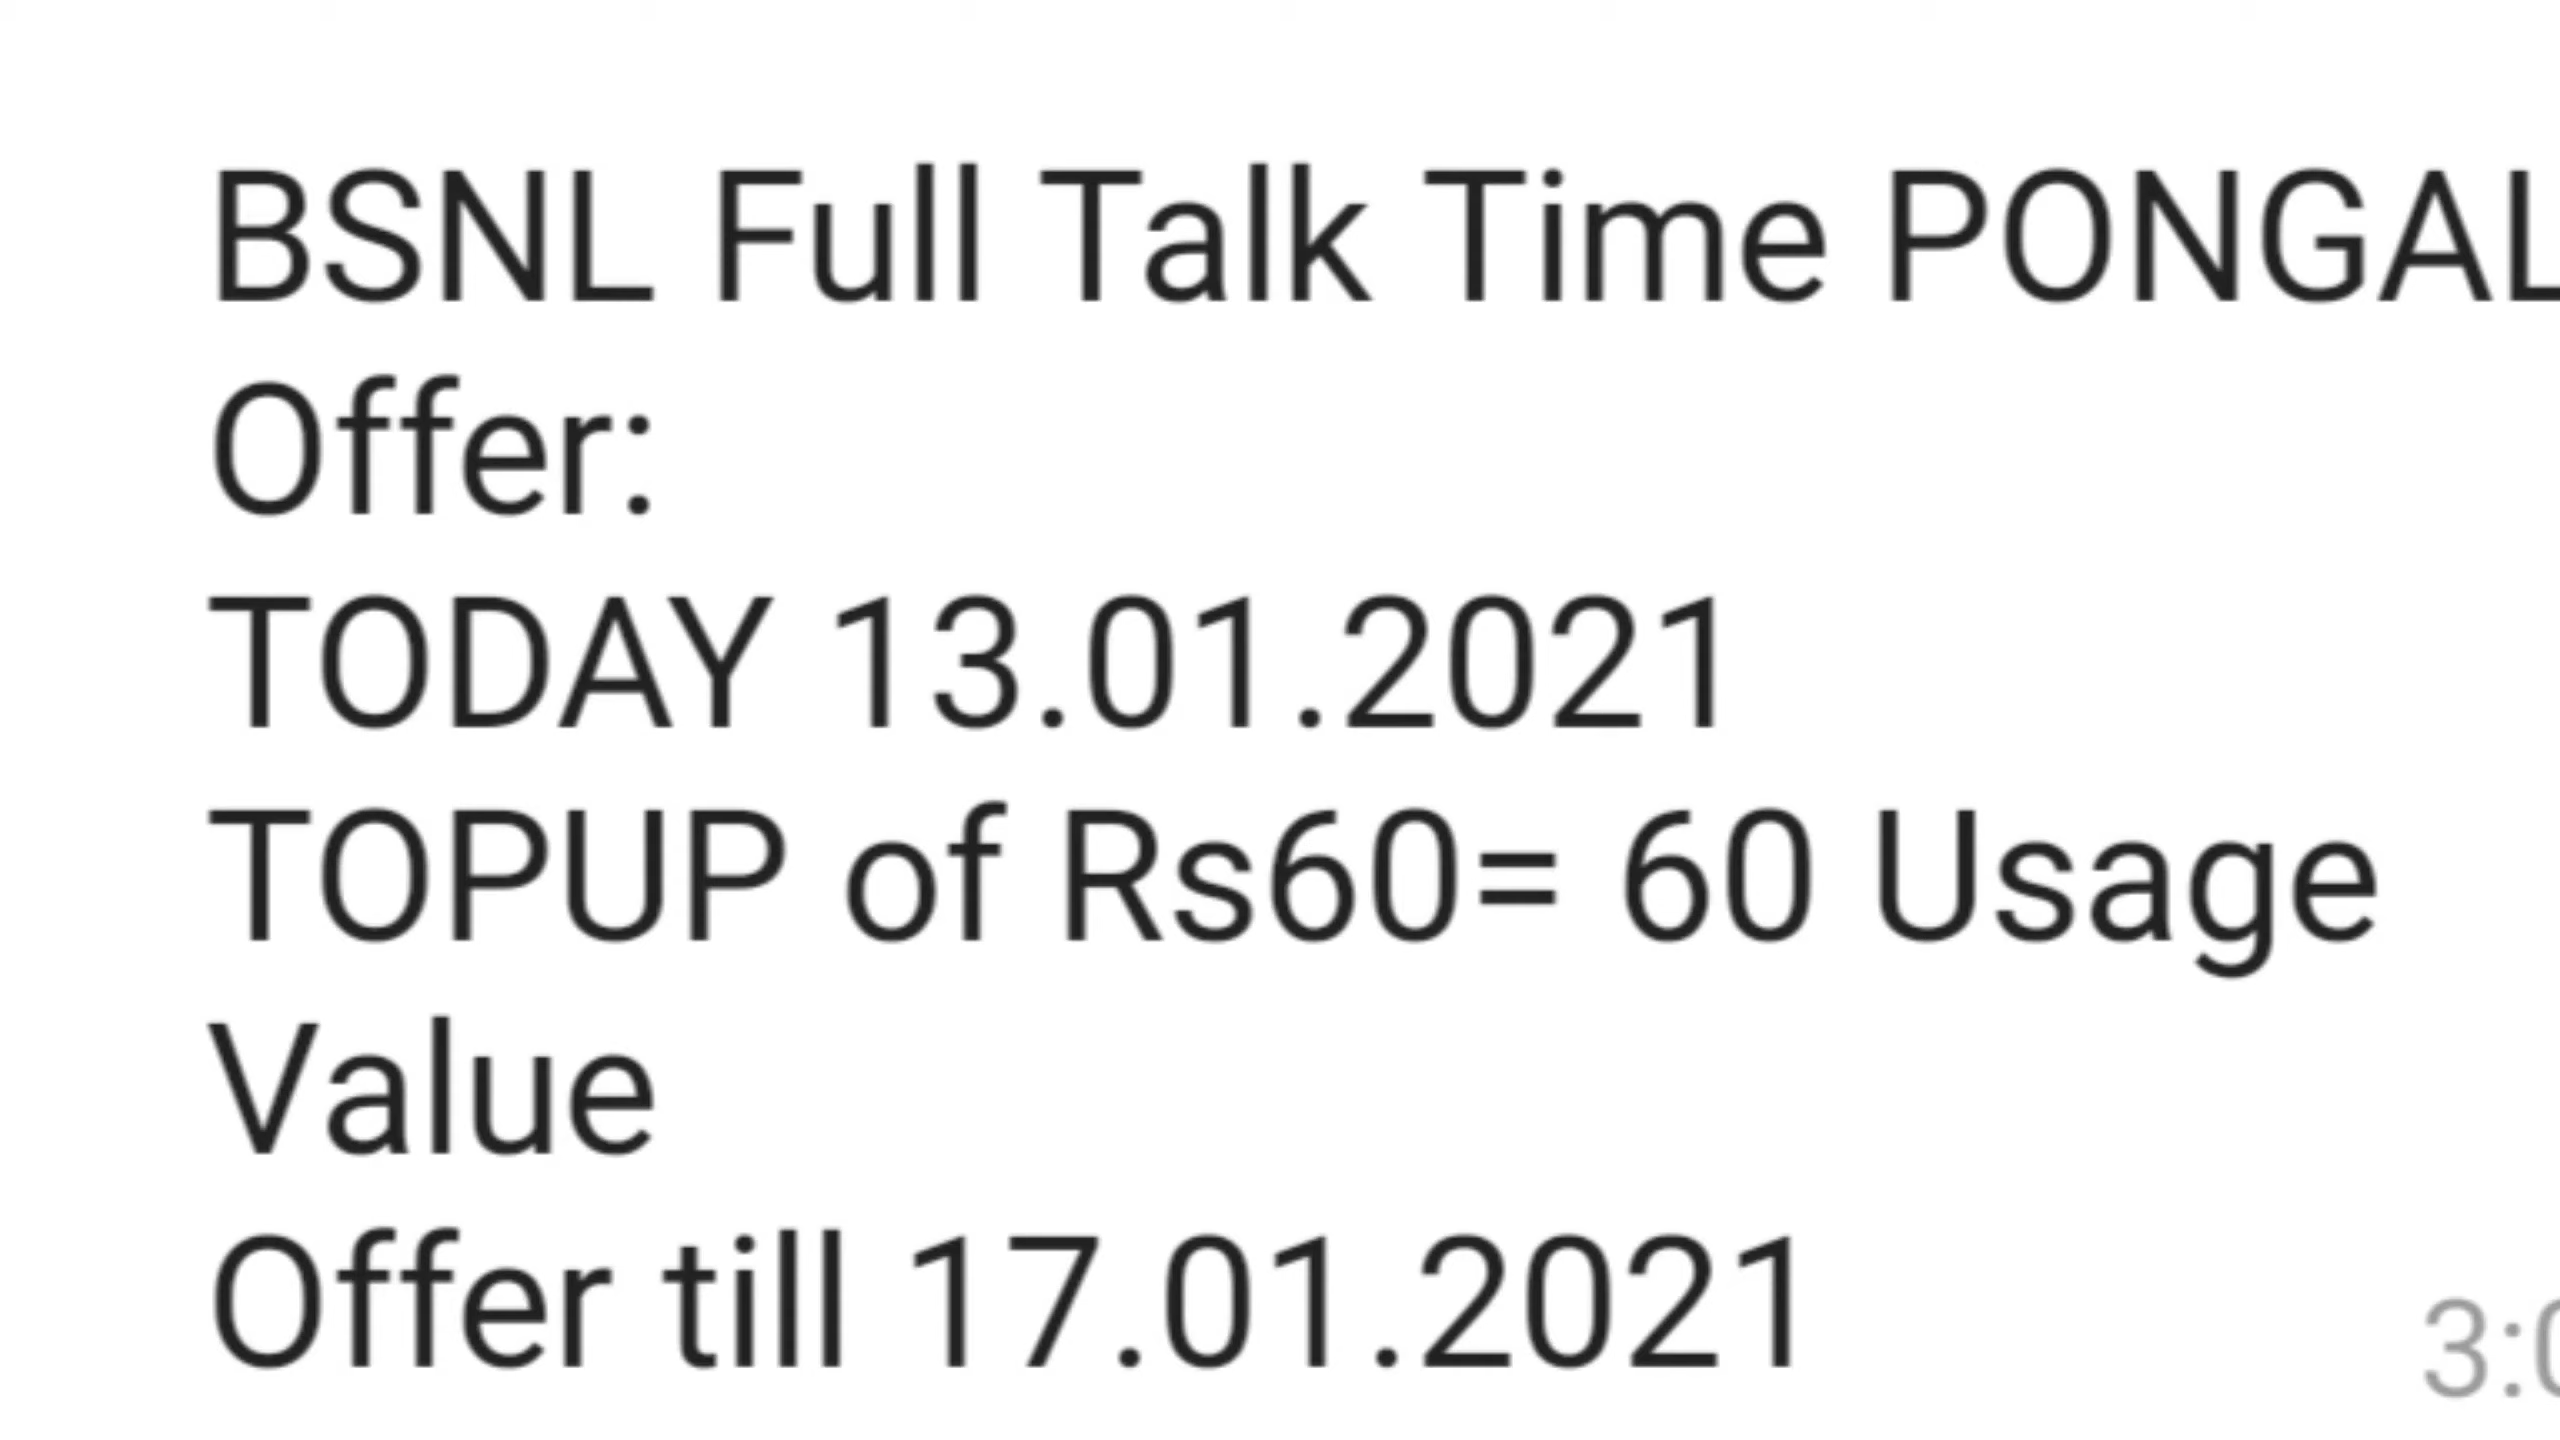 BSNL Full Talk Time PONGAL
Offer:
TODAY 13.01.2021
TOPUP of Rs60= 60 Usage
Value
Offer till 17.01.2021